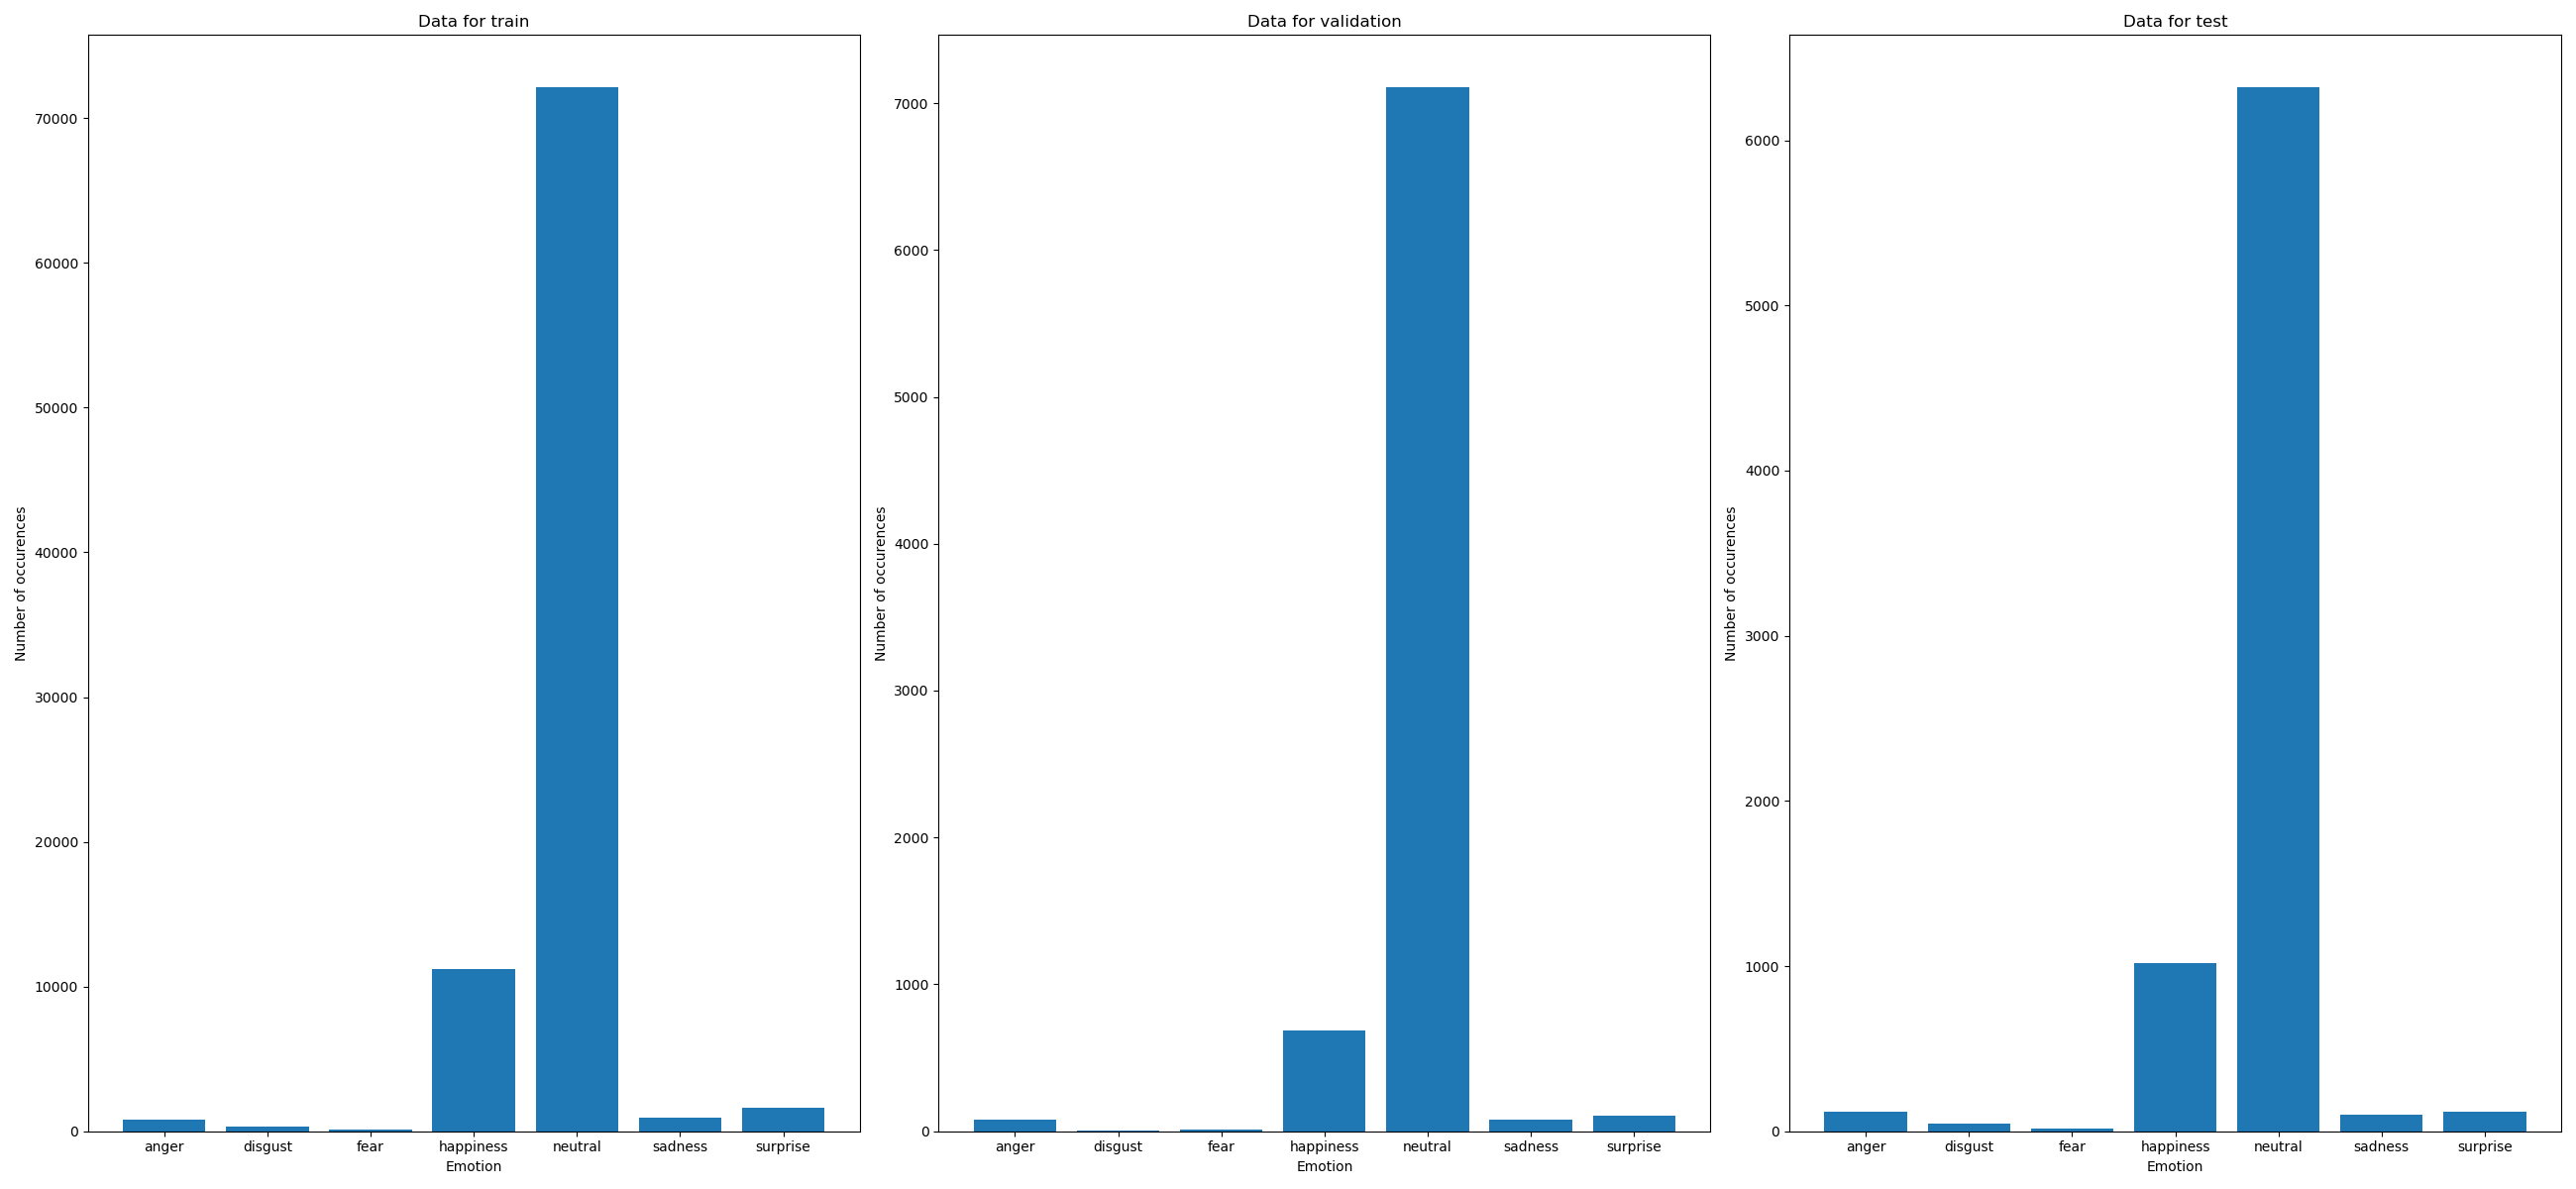 Data for train
Number of occurences
70000
60000
50000
40000
30000
20000
10000
0
anger disgust fear happiness neutral sadness surprise
Emotion
Data for validation
Number of occurences
7000
6000
5000
4000
3000
2000
1000
0
anger disgust fear happiness neutral sadness surprise
Emotion
Data for test
Number of occurences
6000
5000
4000
3000
2000
1000
0
anger disgust fear happiness neutral sadness surprise
Emotion